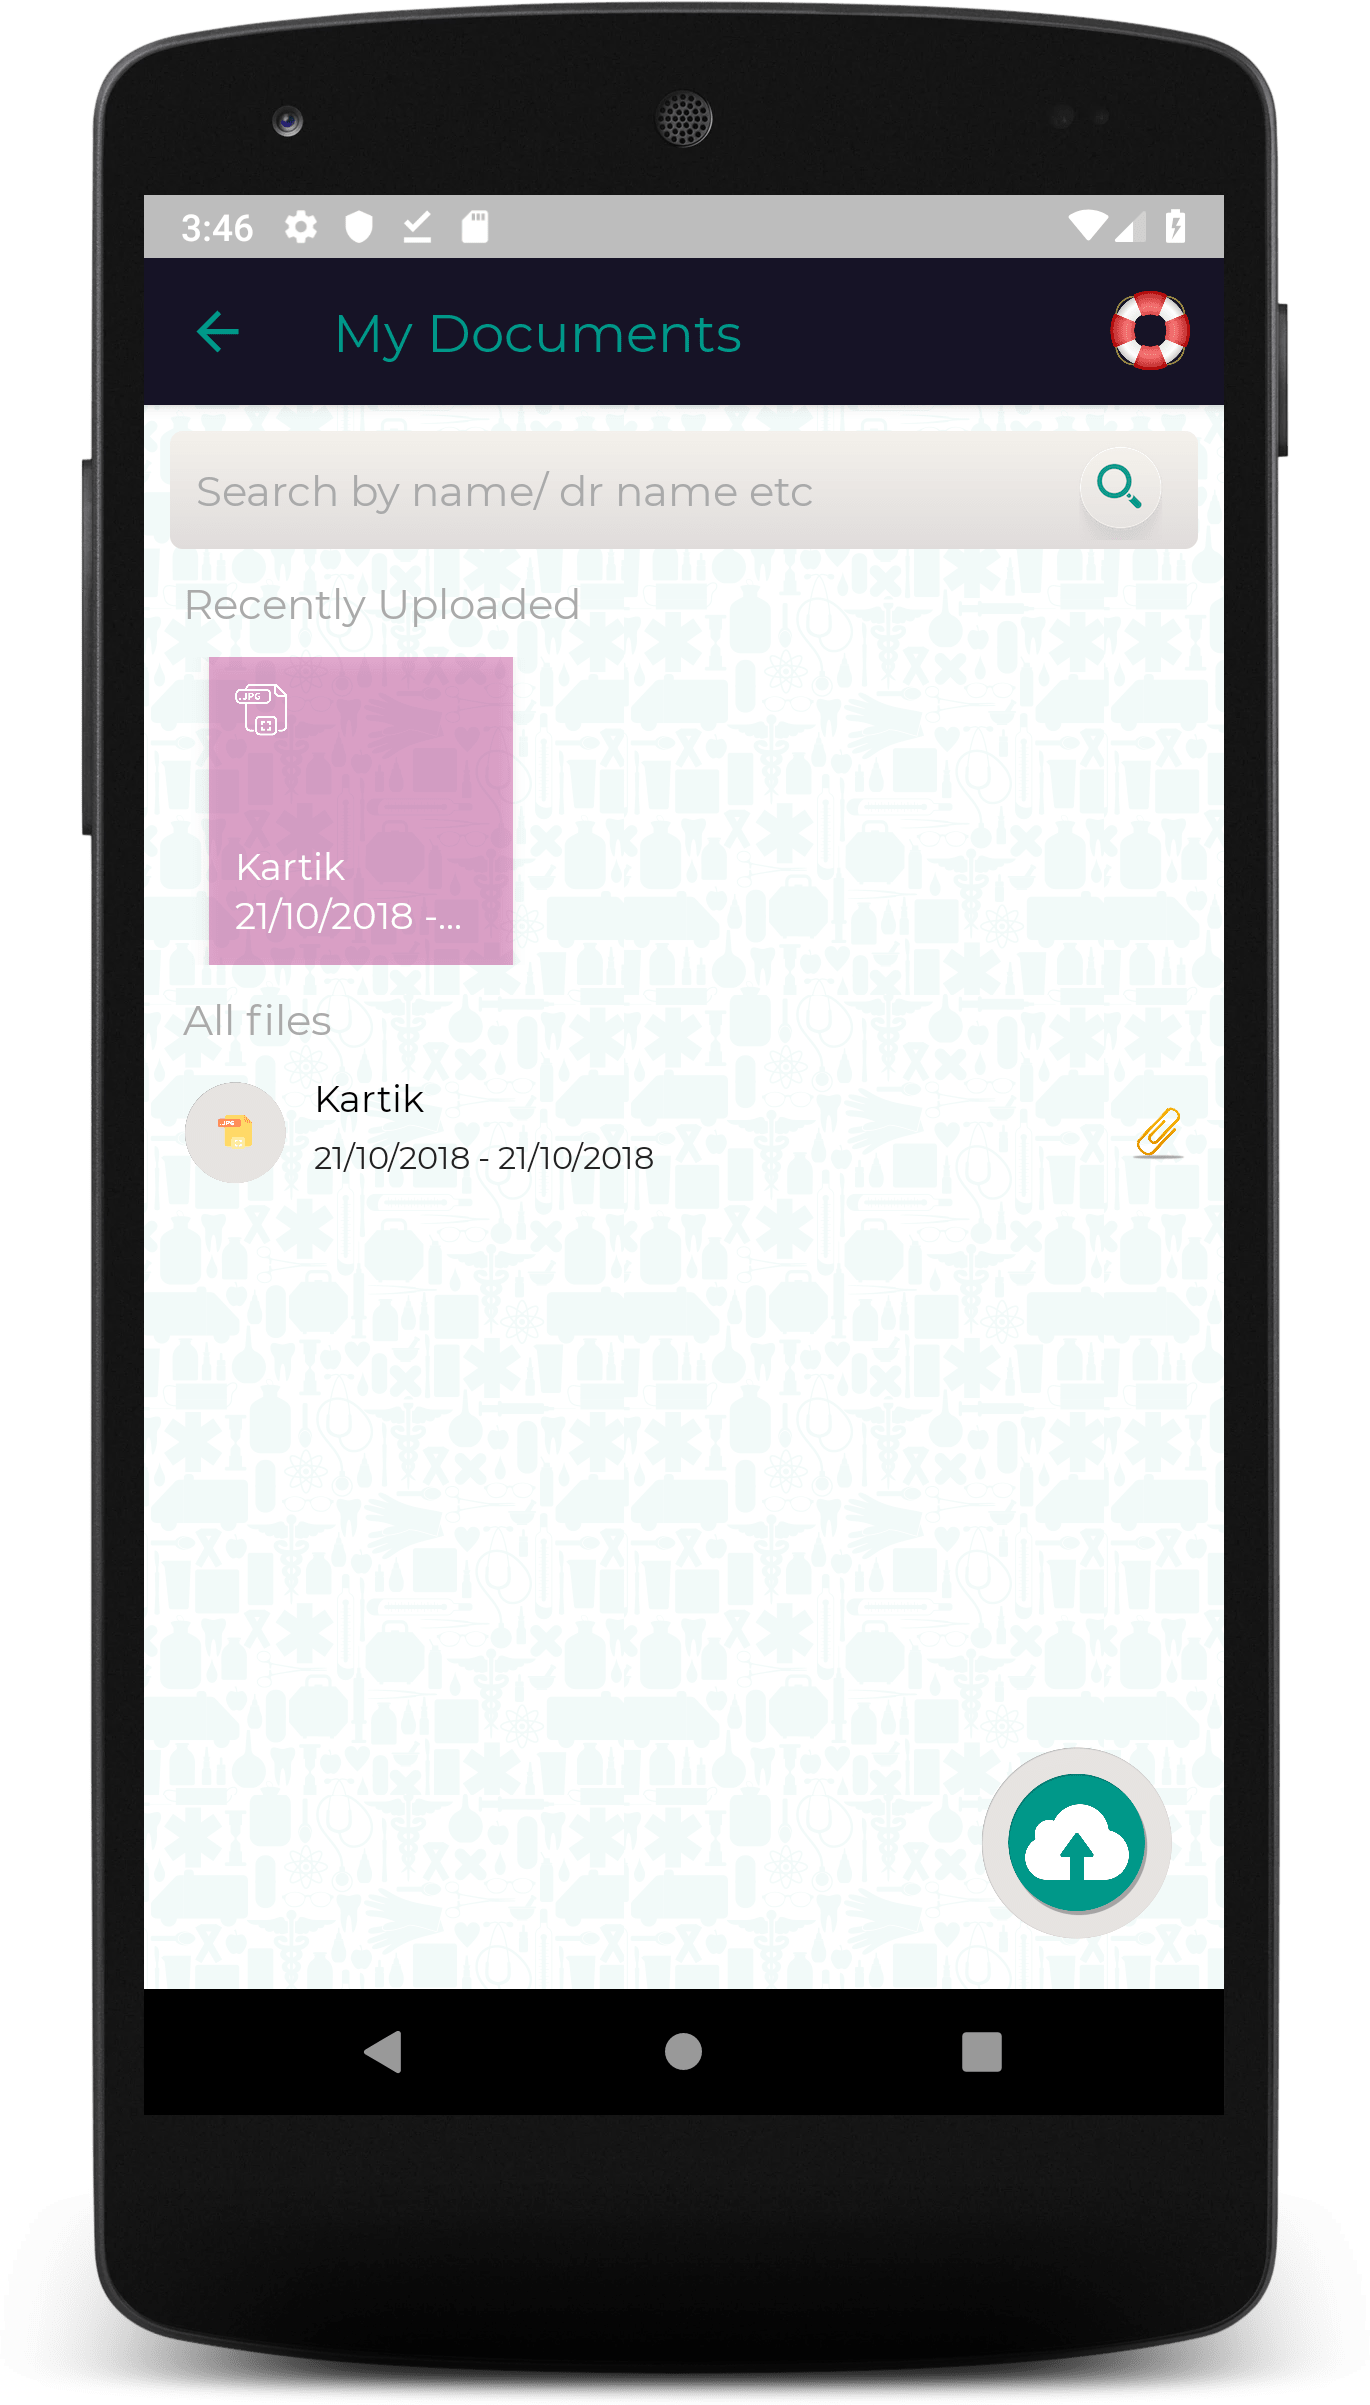 3:46
My Documents
Search by name/ dr name etc
Recently Uploaded
.JPG
Kartik
21/10/2018 -...
All files
.JPG
Kartik
21/10/2018 - 21/10/2018